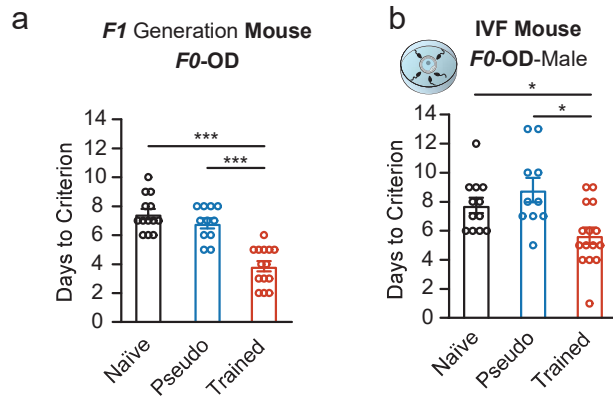 a
F1 Generation Mouse
F0-OD
Days to Criterion
14
12
10
8
6
4
2
0
***
***
Naïve
Pseudo
Trained
b
IVF Mouse
F0-OD-Male
Days to Criterion
14
12
10
8
6
4
2
0
*
*
Naïve
Pseudo
Trained